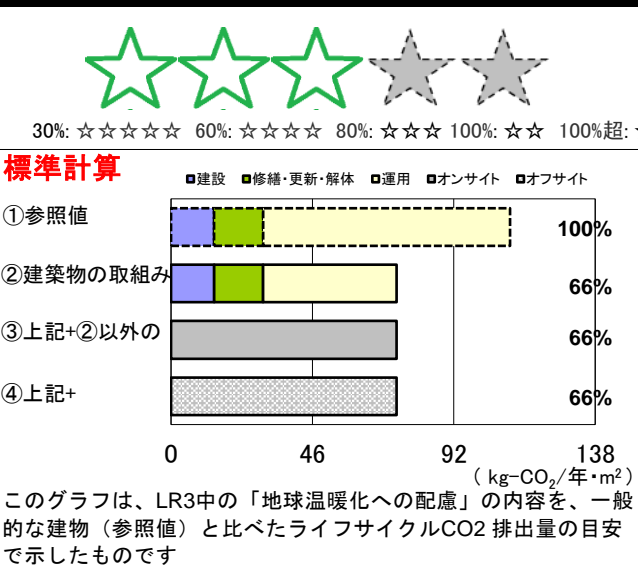 30%: ☆☆☆☆☆ 60%: ☆☆☆☆ 80%: ☆☆☆ 100%: ☆☆ 100%超:
標準計算
建設 修繕・更新・解体 運用 オンサイト オフサイト
①参照値 100%
②建築物の取組み 66%
③上記+②以外の 66%
④上記+ 66%
0 46 92 138
( kg-CO₂/年・m²)
このグラフは、LR3中の「地球温暖化への配慮」の内容を、一般
的な建物（参照値）と比べたライフサイクルCO2 排出量の目安
で示したものです